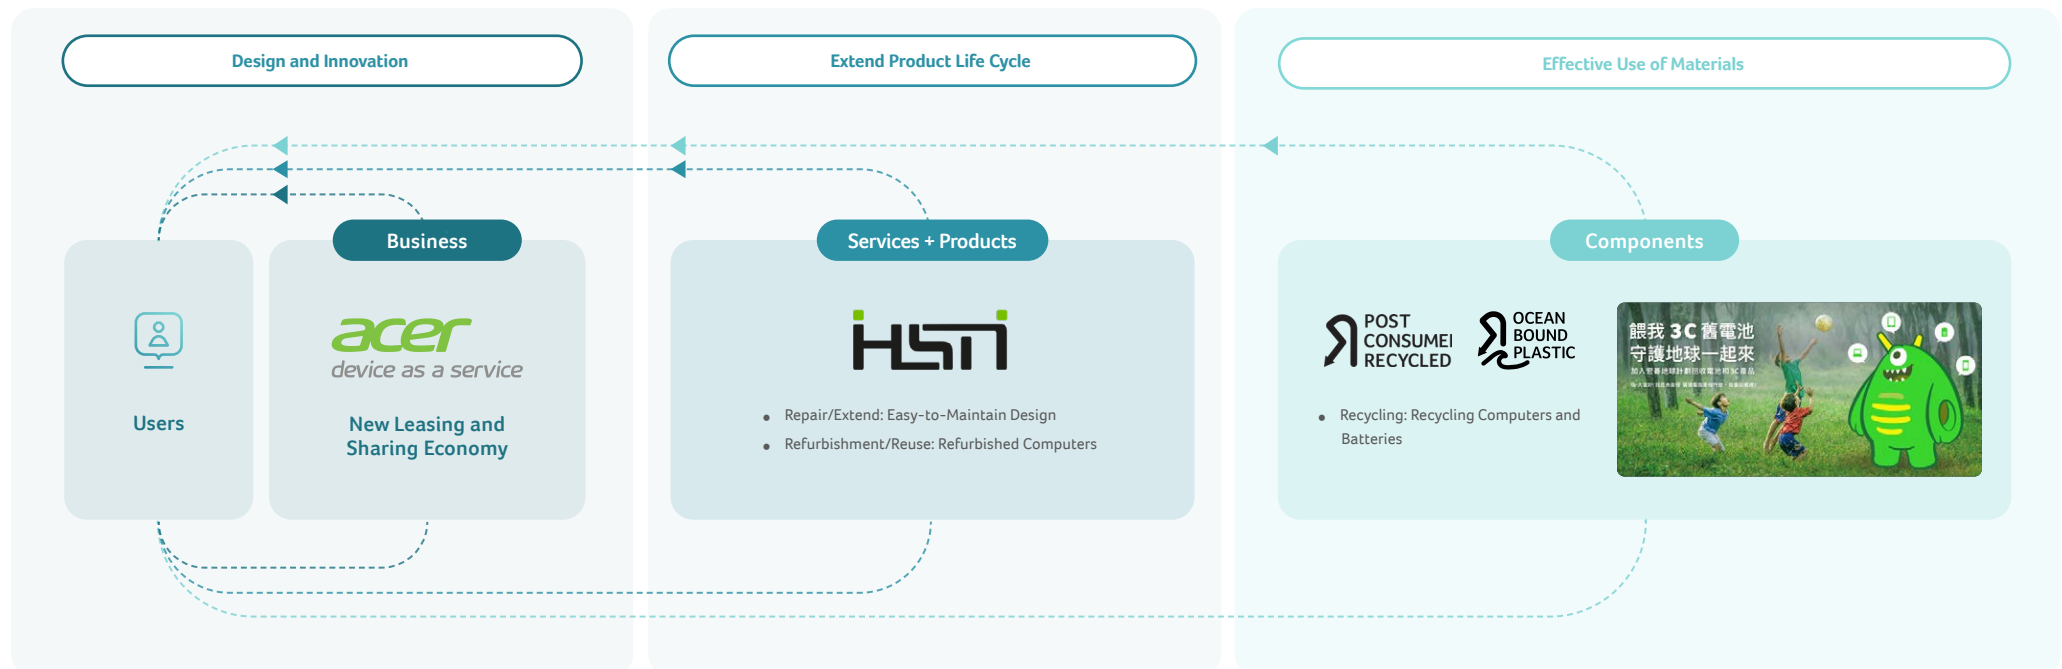 Design and Innovation
Extend Product Life Cycle
Effective Use of Materials
Business
Services + Products
Components
Users
acer
device as a service
New Leasing and
Sharing Economy
HSN
Repair/Extend: Easy-to-Maintain Design
Refurbishment/Reuse: Refurbished Computers
POST
CONSUMER
RECYCLED
OCEAN
BOUND
PLASTIC
Recycling: Recycling Computers and
Batteries
餵我 3C 舊電池
守護地球一起來